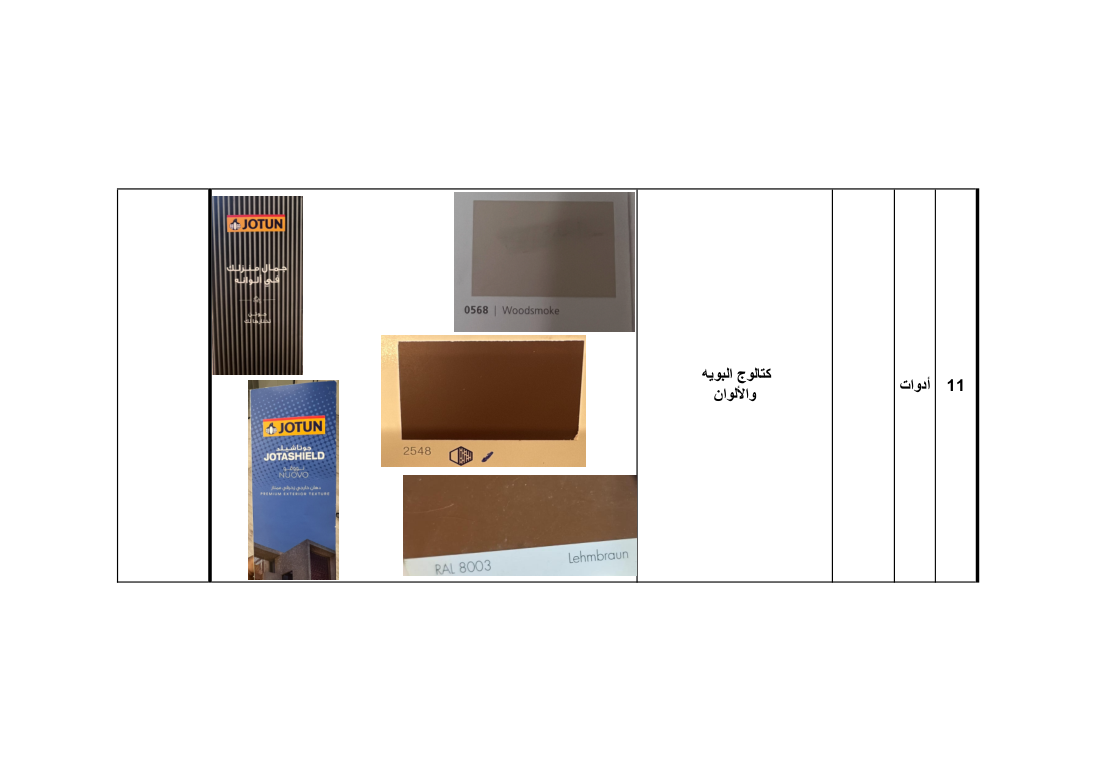 11
أدوات
كتالوج البويه
والألوان
0568 | Woodsmoke
2548
RAL 8003
Lehmbraun
JOTUN
جمال منزلك
في ألوانه
JOTUN
جوتاشيلد
JOTASHIELD
نوڤو
NUOVO
PREMIUM EXTERIOR TEXTURE